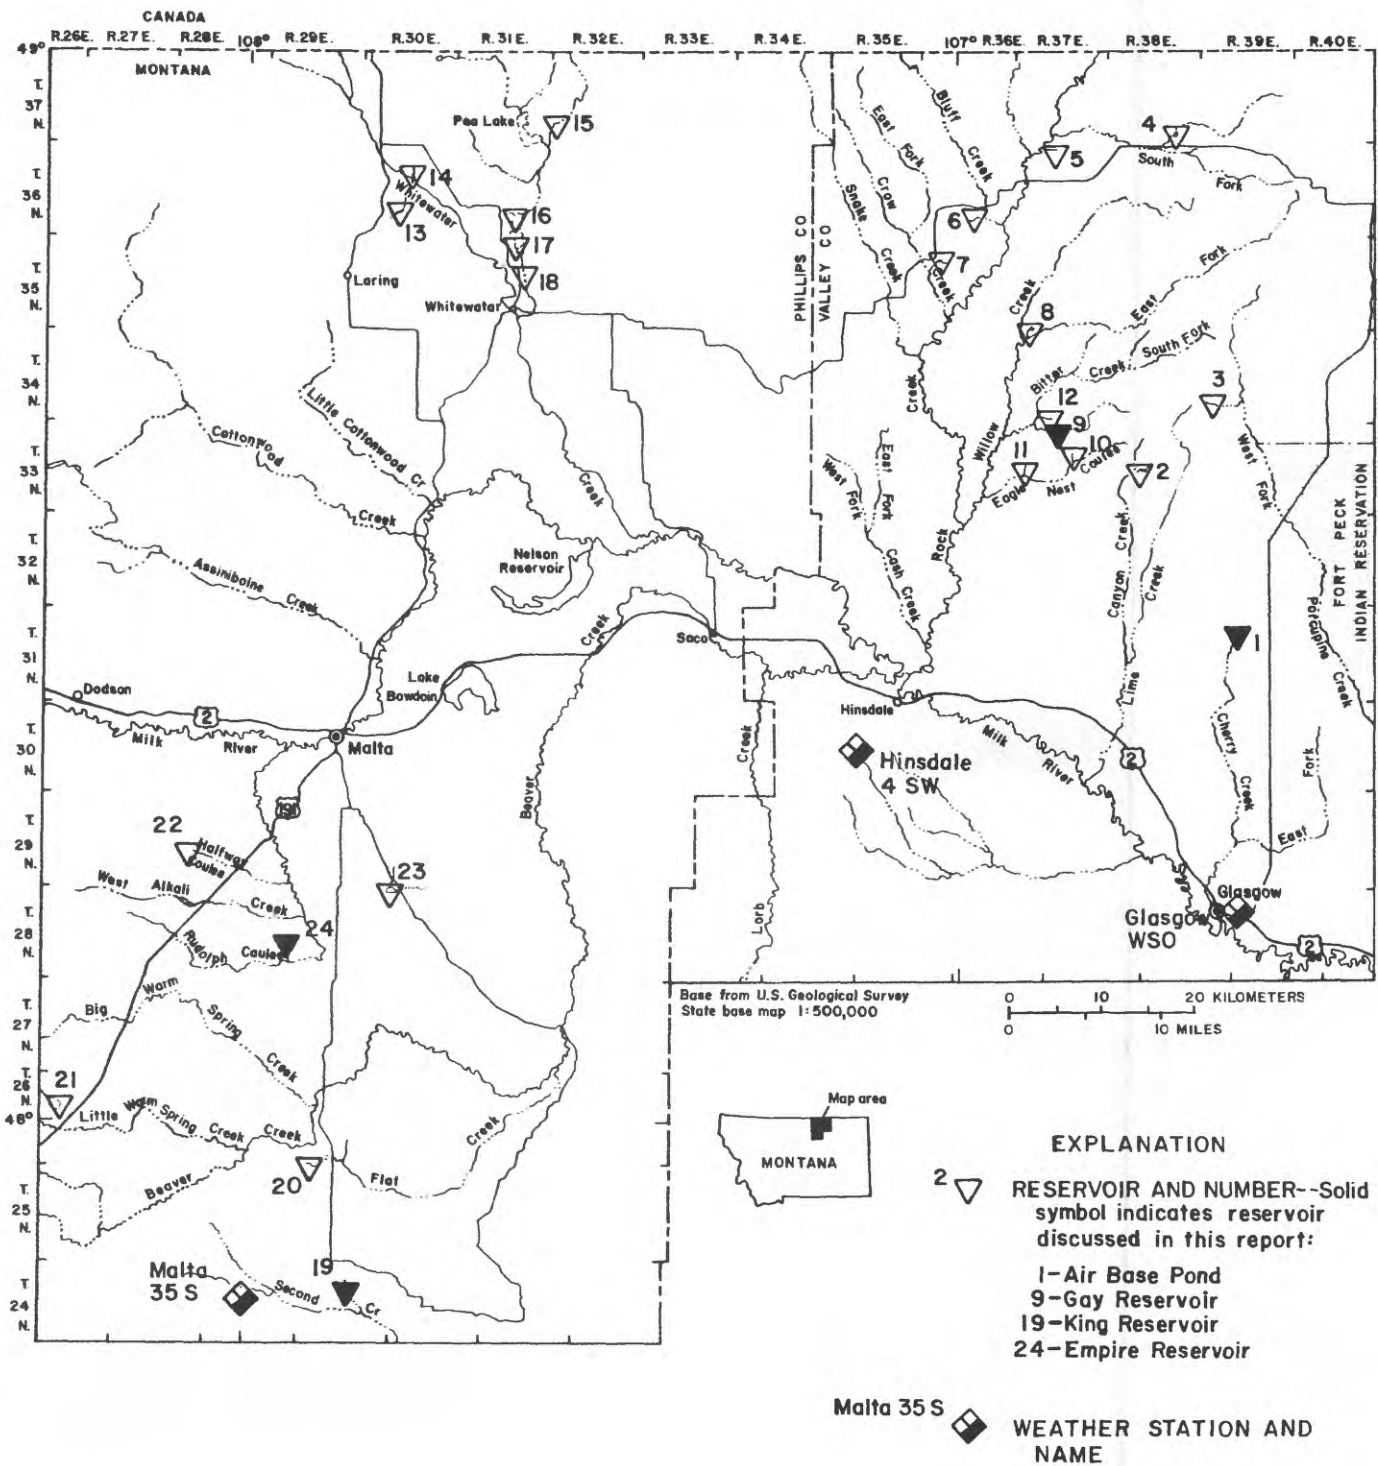 CANADA
R.26E. R.27E. R.28E. 108° R.29E. R.30E. R.31E. R.32E. R.33E. R.34E. R.35E. 107° R.36E. R.37E. R.38E. R.39E. R.40E.
49°
MONTANA
T.
37
N.
T.
36
N.
T.
35
N.
T.
34
N.
T.
33
N.
T.
32
N.
T.
31
N.
T.
30
N.
T.
29
N.
T.
28
N.
T.
27
N.
T.
26
N.
48°
T.
25
N.
T
24
N.
Pea Lake
15
14
Whitewater
13
16
17
18
Loring
Whitewater
Creek
Little Cottonwood Cr
Cottonwood
Creek
Assiniboine
Creek
Nelson
Reservoir
Creek
Saco
Lake
Bowdoin
Dodson
2
Milk
River
Malta
191
Beaver
22
Halfway
Coulee
West Alkali
Creek
23
24
Rudolph
Coulee
Big
Warm
Spring
Creek
21
Little
Warm Spring
Creek
Creek
Beaver
20
Flat
Creek
Malta
35 S
19
Second
Cr
PHILLIPS CO
VALLEY CO
Snake
Creek
Crow
Creek
East
Fork
Bluff
Creek
4
5
South
Fork
6
7
8
Creek
East
Fork
Bitter
Creek
South Fork
3
12
9
10
11
Eagle
Nest
Coulee
2
Willow
Creek
Rock
West Fork
East
Fork
Cash Creek
Canyon Creek
Creek
Lime
West
Fork
Porcupine
Creek
FORT PECK
INDIAN RESERVATION
1
Cherry
Creek
East
Fork
Hinsdale
Milk
River
2
Hinsdale
4 SW
Creek
Larb
Glasgow
Glasgow
WSO
2
Base from U.S. Geological Survey
State base map 1:500,000
0 10 20 KILOMETERS
0 10 MILES
Map area
MONTANA
EXPLANATION
2
RESERVOIR AND NUMBER--Solid
symbol indicates reservoir
discussed in this report:
1-Air Base Pond
9-Gay Reservoir
19-King Reservoir
24-Empire Reservoir
Malta 35 S
WEATHER STATION AND
NAME